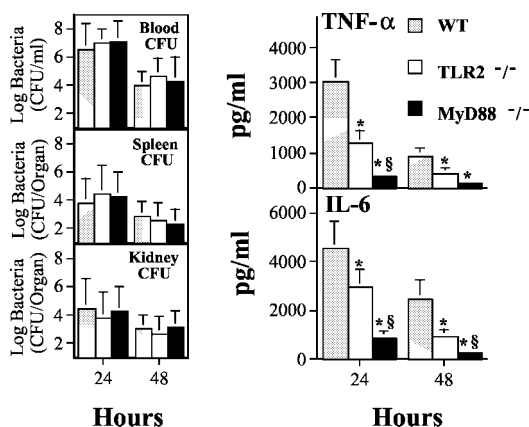 Log Bacteria
(CFU/ml)
8
6
4
2
Blood
CFU
Log Bacteria
(CFU/Organ)
8
6
4
2
Spleen
CFU
Log Bacteria
(CFU/Organ)
8
6
4
2
Kidney
CFU
24
48
Hours
TNF-α
pg/ml
4000
3000
2000
1000
0
*
*§
*
*
WT
TLR2 -/-
MyD88 -/-
IL-6
pg/ml
6000
4000
2000
0
*
*§
*
*§
24
48
Hours